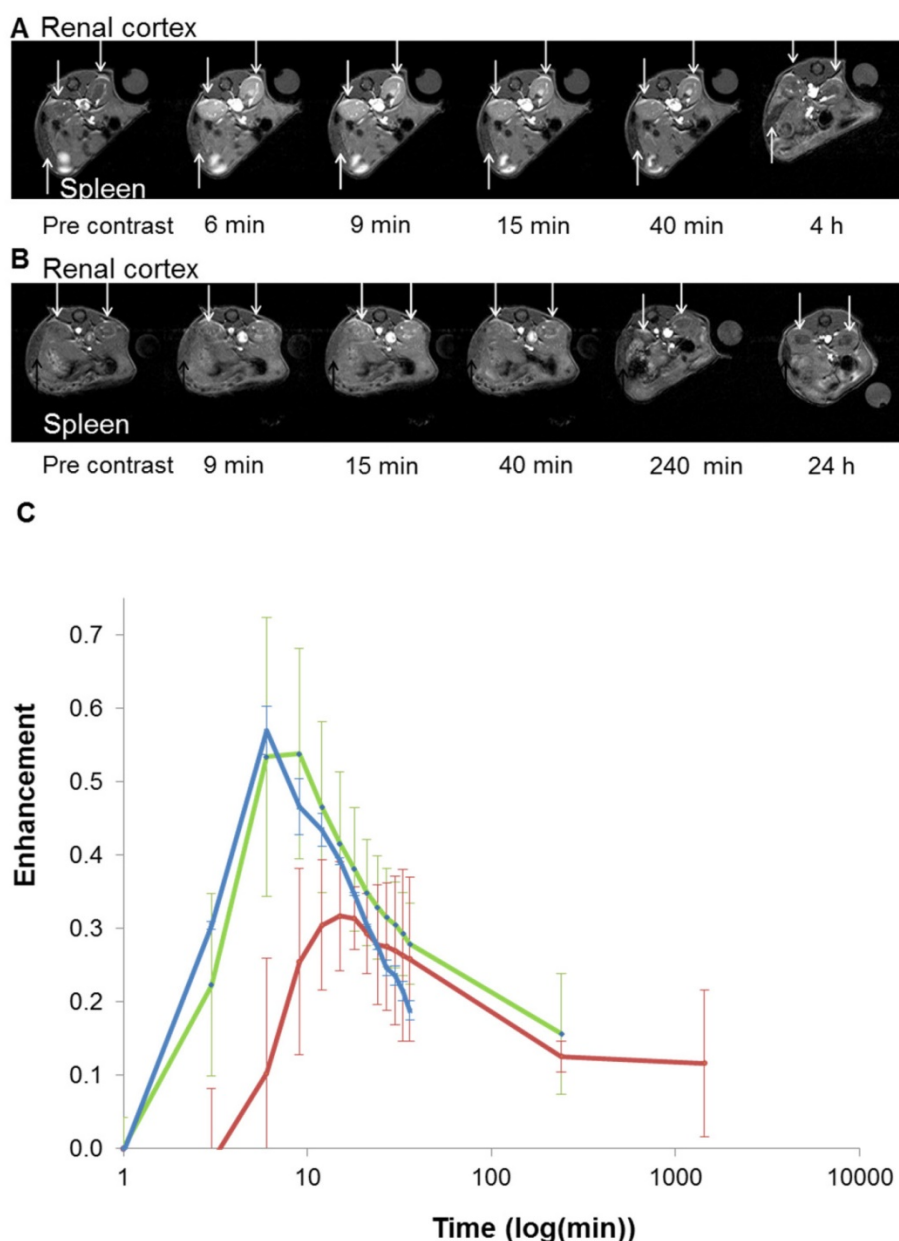 A Renal cortex
Spleen
Pre contrast 6 min 9 min 15 min 40 min 4 h
B Renal cortex
Spleen
Pre contrast 9 min 15 min 40 min 240 min 24 h
C
0.7
0.6
0.5
0.4
0.3
0.2
0.1
0.0
Enhancement
1 10 100 1000 10000
Time (log(min))